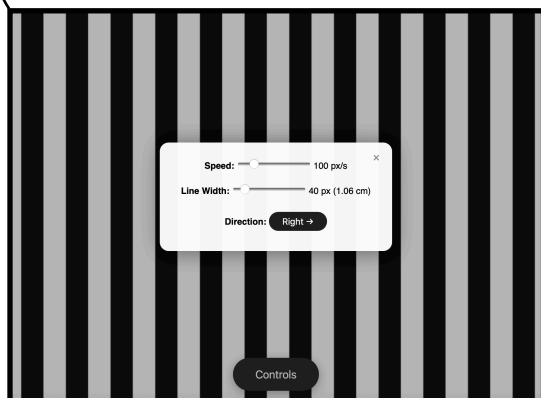 ×
Speed: 100 px/s
Line Width: 40 px (1.06 cm)
Direction: Right →
Controls